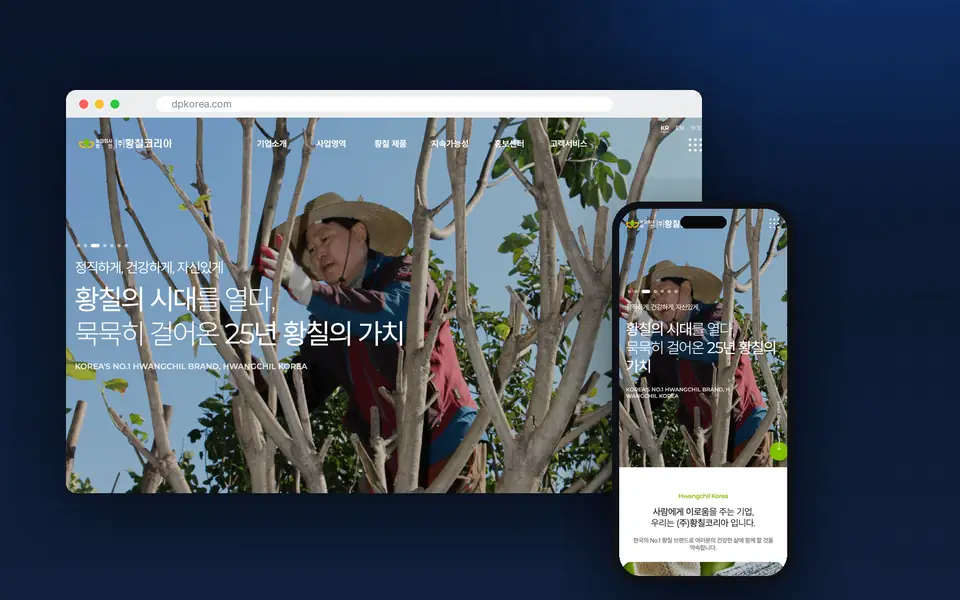 dpkorea.com
KR EN 中文
(주)황칠코리아
기업소개 사업영역 황칠 제품 지속가능성 홍보센터 고객서비스
정직하게, 건강하게, 자신있게
황칠의 시대를 열다,
묵묵히 걸어온 25년 황칠의 가치
KOREA'S NO.1 HWANGCHIL BRAND, HWANGCHIL KOREA
(주)황칠
정직하게, 건강하게, 자신있게
황칠의 시대를 열다,
묵묵히 걸어온 25년 황칠의
가치
KOREA'S NO.1 HWANGCHIL BRAND, H
WANGCHIL KOREA
Hwangchil Korea
사람에게 이로움을 주는 기업,
우리는 (주)황칠코리아 입니다.
한국의 No.1 황칠 브랜드로 여러분의 건강한 삶에 함께 할 것을
약속합니다.